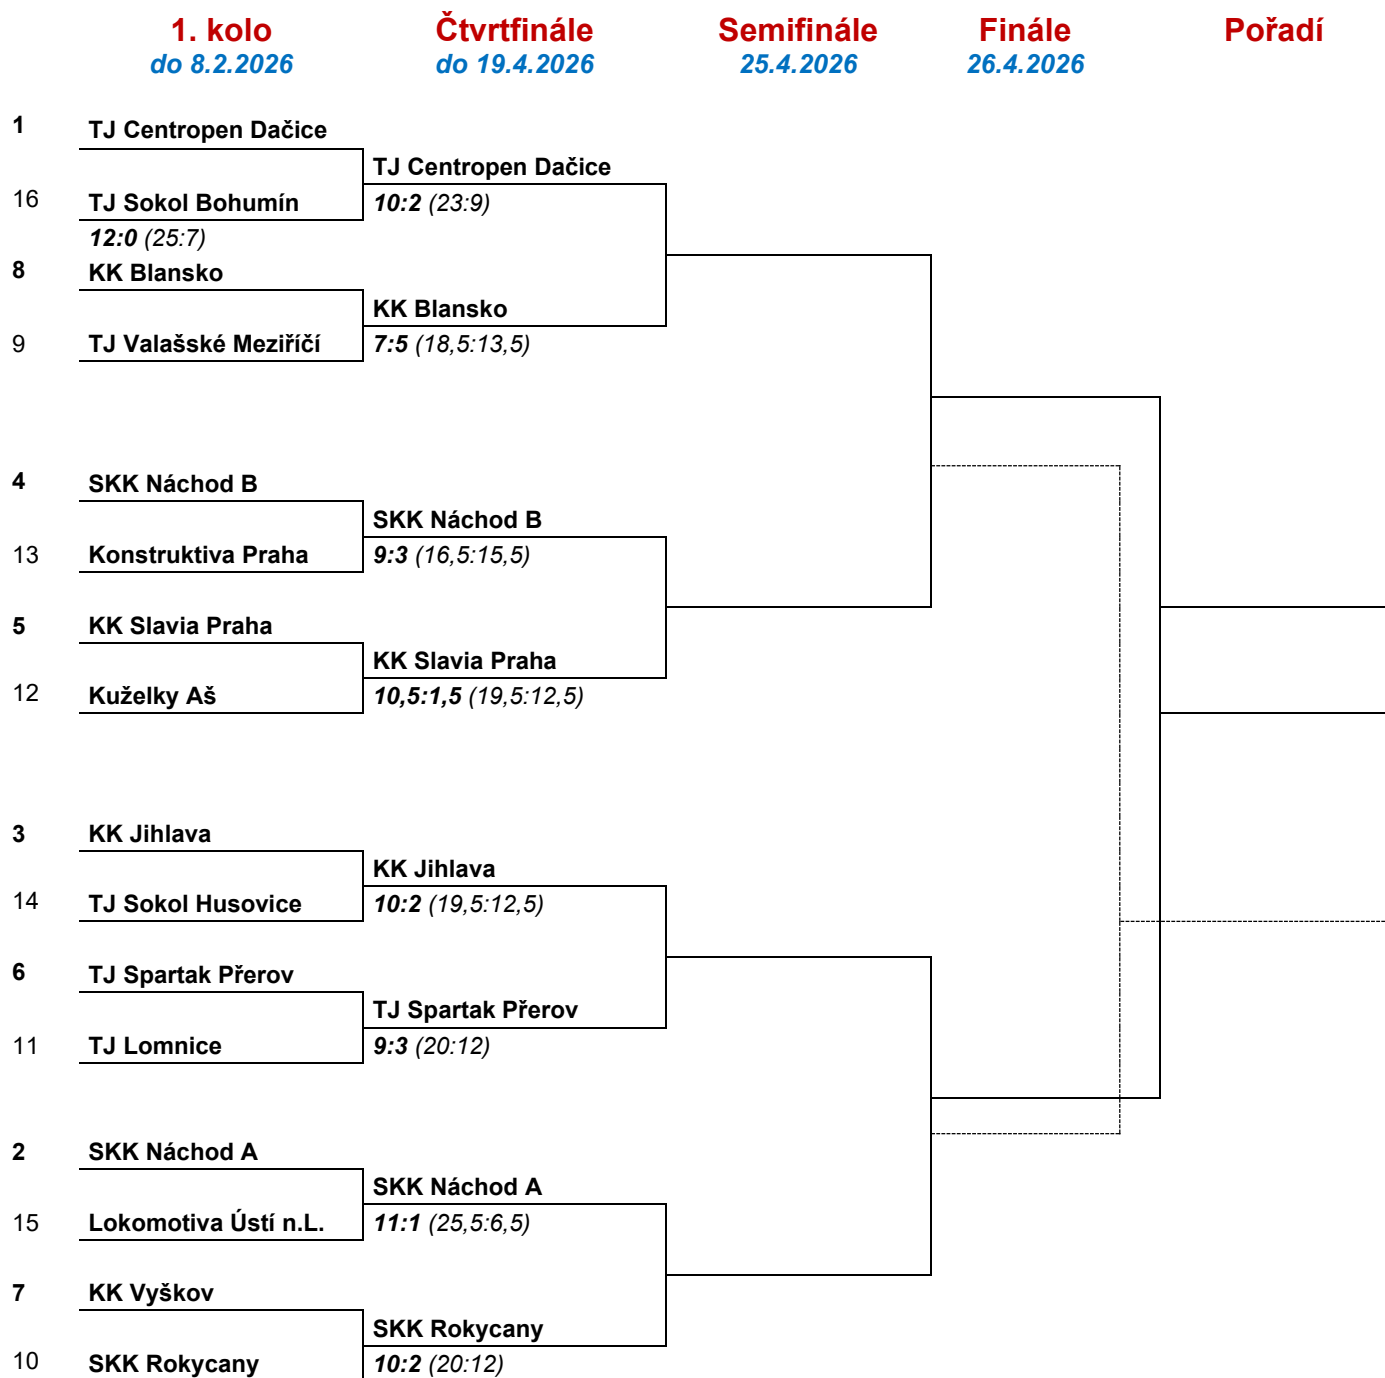 1. kolo Čtvrtfinále Semifinále Finále Pořadí
do 8.2.2026 do 19.4.2026 25.4.2026 26.4.2026
1 TJ Centropen Dačice
TJ Centropen Dačice
16 TJ Sokol Bohumín 10:2 (23:9)
12:0 (25:7)
8 KK Blansko
KK Blansko
9 TJ Valašské Meziříčí 7:5 (18,5:13,5)
4 SKK Náchod B
SKK Náchod B
13 Konstruktiva Praha 9:3 (16,5:15,5)
5 KK Slavia Praha
KK Slavia Praha
12 Kuželky Aš 10,5:1,5 (19,5:12,5)
3 KK Jihlava
KK Jihlava
14 TJ Sokol Husovice 10:2 (19,5:12,5)
6 TJ Spartak Přerov
TJ Spartak Přerov
11 TJ Lomnice 9:3 (20:12)
2 SKK Náchod A
SKK Náchod A
15 Lokomotiva Ústí n.L. 11:1 (25,5:6,5)
7 KK Vyškov
SKK Rokycany
10 SKK Rokycany 10:2 (20:12)